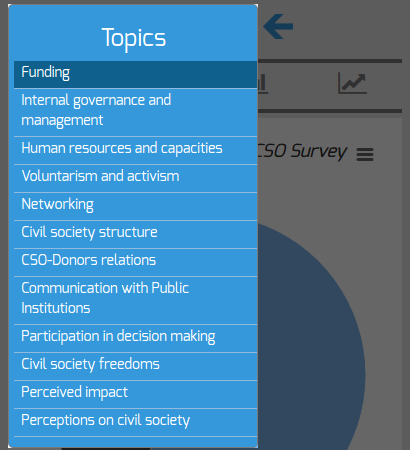 Topics
Funding
Internal governance and
management
Human resources and capacities
CSO Survey
Voluntarism and activism
Networking
Civil society structure
CSO-Donors relations
Communication with Public
Institutions
Participation in decision making
Civil society freedoms
Perceived impact
Perceptions on civil society